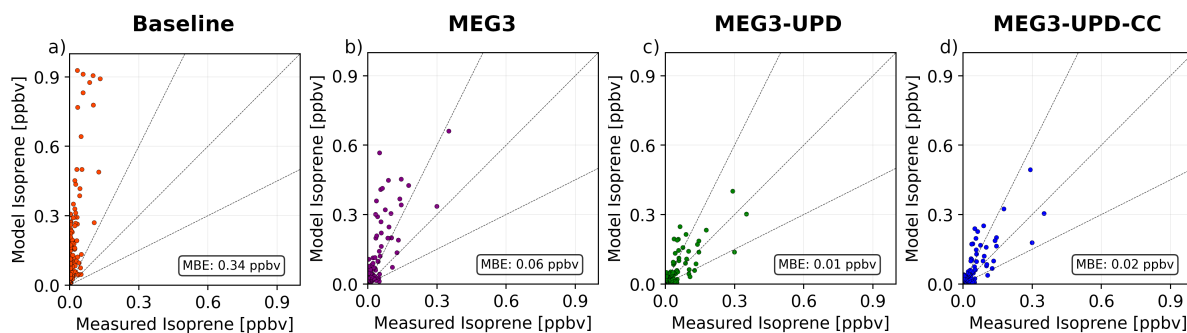 Baseline
MEG3
MEG3-UPD
MEG3-UPD-CC
a)
b)
c)
d)
Model Isoprene [ppbv]
0.9
0.6
0.3
0.0
MBE: 0.34 ppbv
0.0 0.3 0.6 0.9
Measured Isoprene [ppbv]
Model Isoprene [ppbv]
0.9
0.6
0.3
0.0
MBE: 0.06 ppbv
0.0 0.3 0.6 0.9
Measured Isoprene [ppbv]
Model Isoprene [ppbv]
0.9
0.6
0.3
0.0
MBE: 0.01 ppbv
0.0 0.3 0.6 0.9
Measured Isoprene [ppbv]
Model Isoprene [ppbv]
0.9
0.6
0.3
0.0
MBE: 0.02 ppbv
0.0 0.3 0.6 0.9
Measured Isoprene [ppbv]